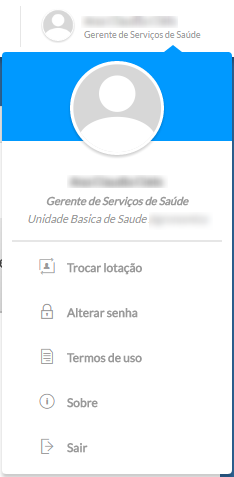 Gerente de Serviços de Saúde
Gerente de Serviços de Saúde
Unidade Basica de Saude
Trocar lotação
Alterar senha
Termos de uso
Sobre
Sair